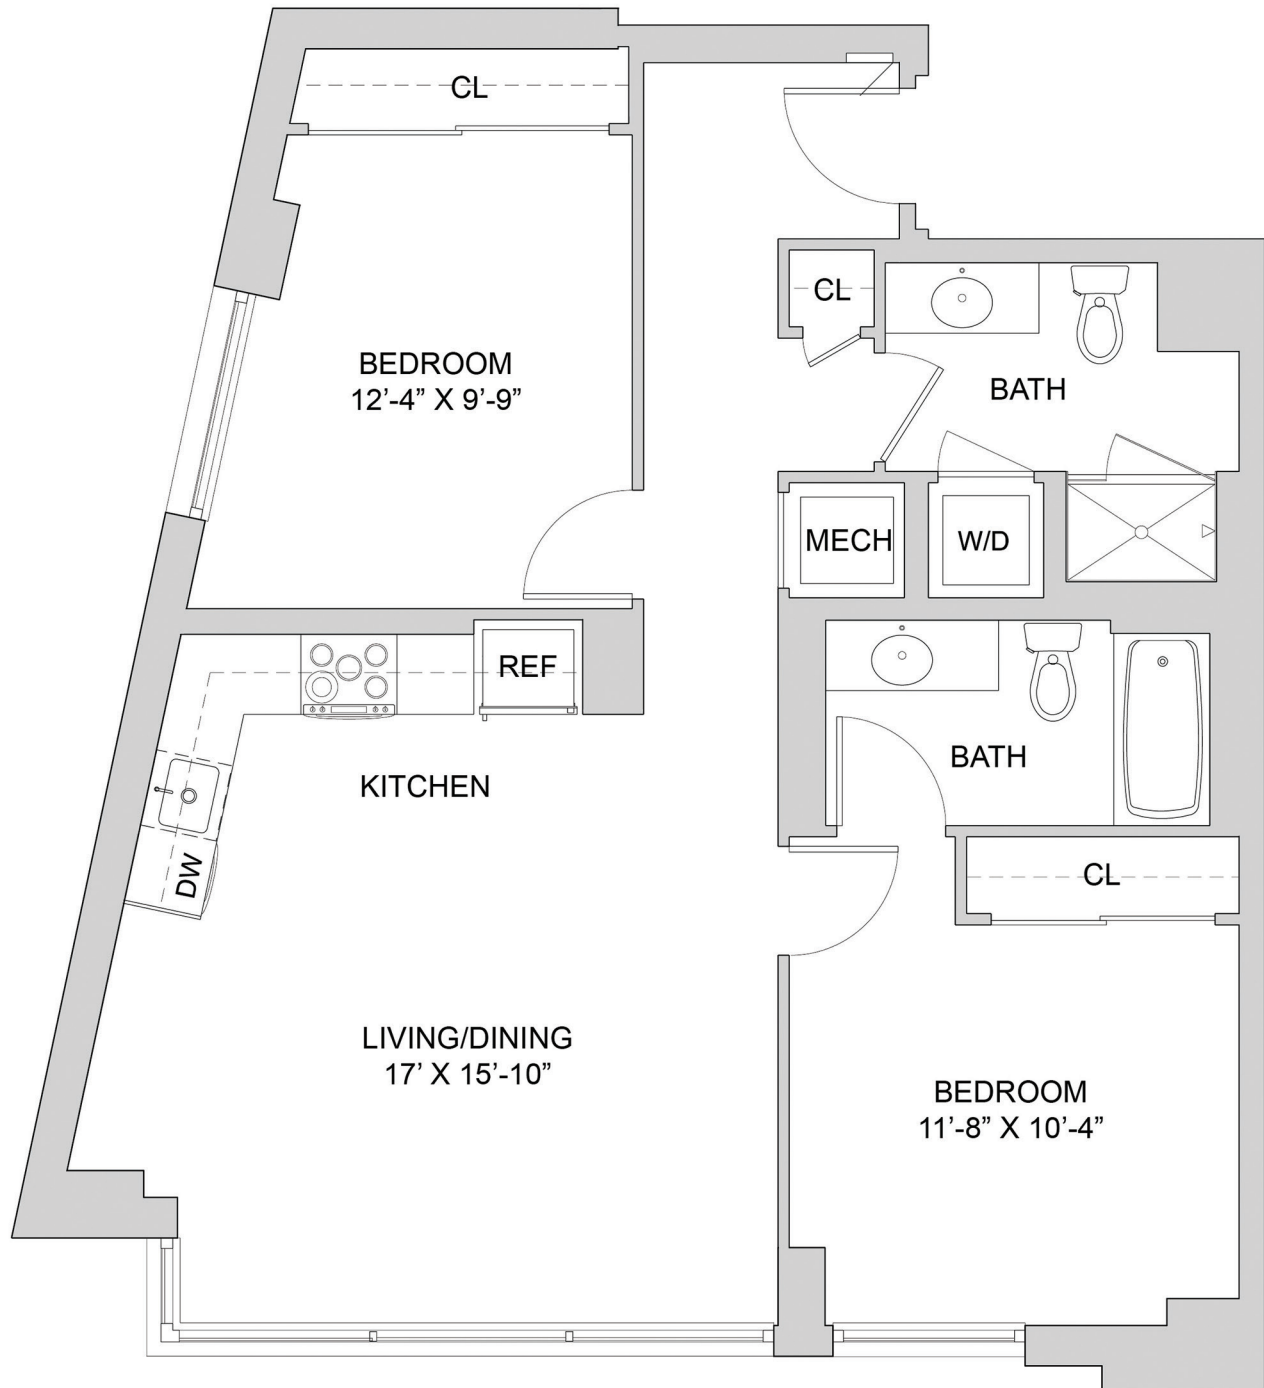 CL
CL
BEDROOM
12’-4” X 9’-9”
BATH
MECH
W/D
REF
KITCHEN
BATH
DW
CL
LIVING/DINING
17’ X 15’-10”
BEDROOM
11’-8” X 10’-4”